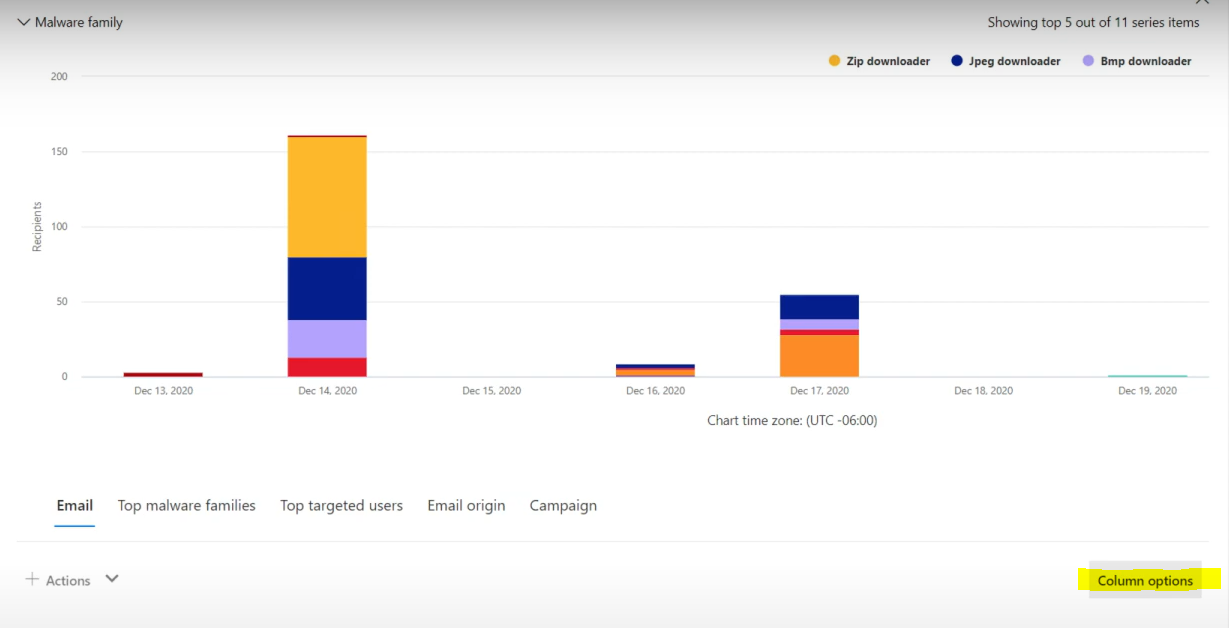 Malware family
Showing top 5 out of 11 series items
Zip downloader Jpeg downloader Bmp downloader
200
150
100
50
0
Recipients
Dec 13, 2020 Dec 14, 2020 Dec 15, 2020 Dec 16, 2020 Dec 17, 2020 Dec 18, 2020 Dec 19, 2020
Chart time zone: (UTC -06:00)
Email Top malware families Top targeted users Email origin Campaign
+ Actions
Column options